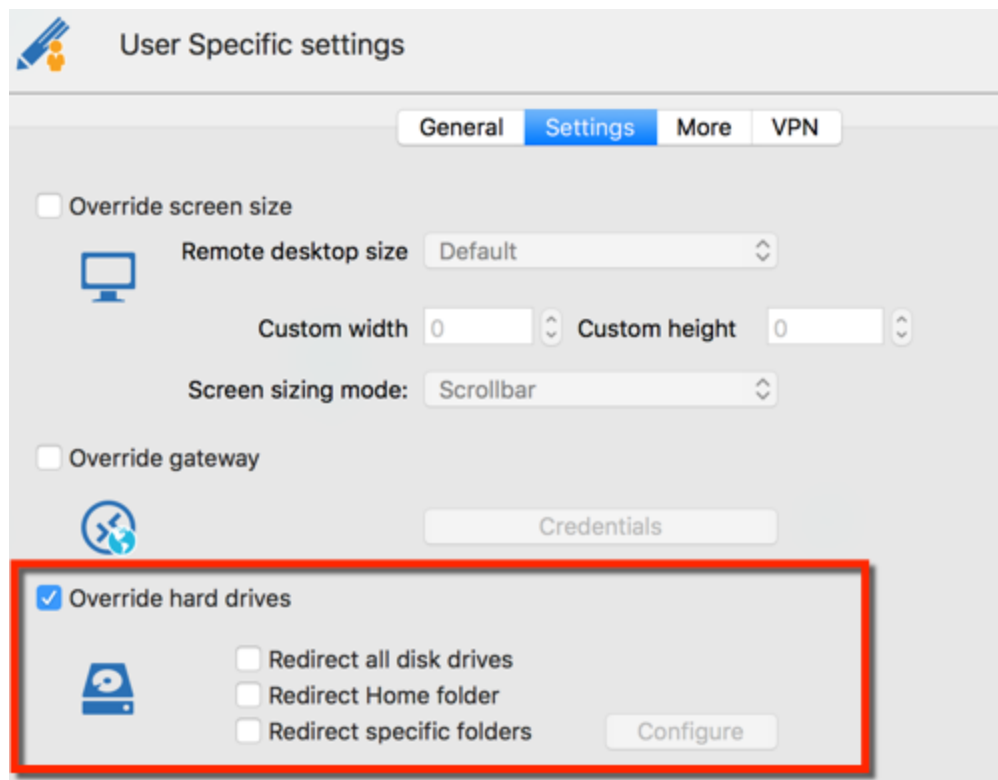 User Specific settings
General Settings More VPN
Override screen size
Remote desktop size Default
Custom width 0 Custom height 0
Screen sizing mode: Scrollbar
Override gateway
Credentials
Override hard drives
Redirect all disk drives
Redirect Home folder
Redirect specific folders Configure